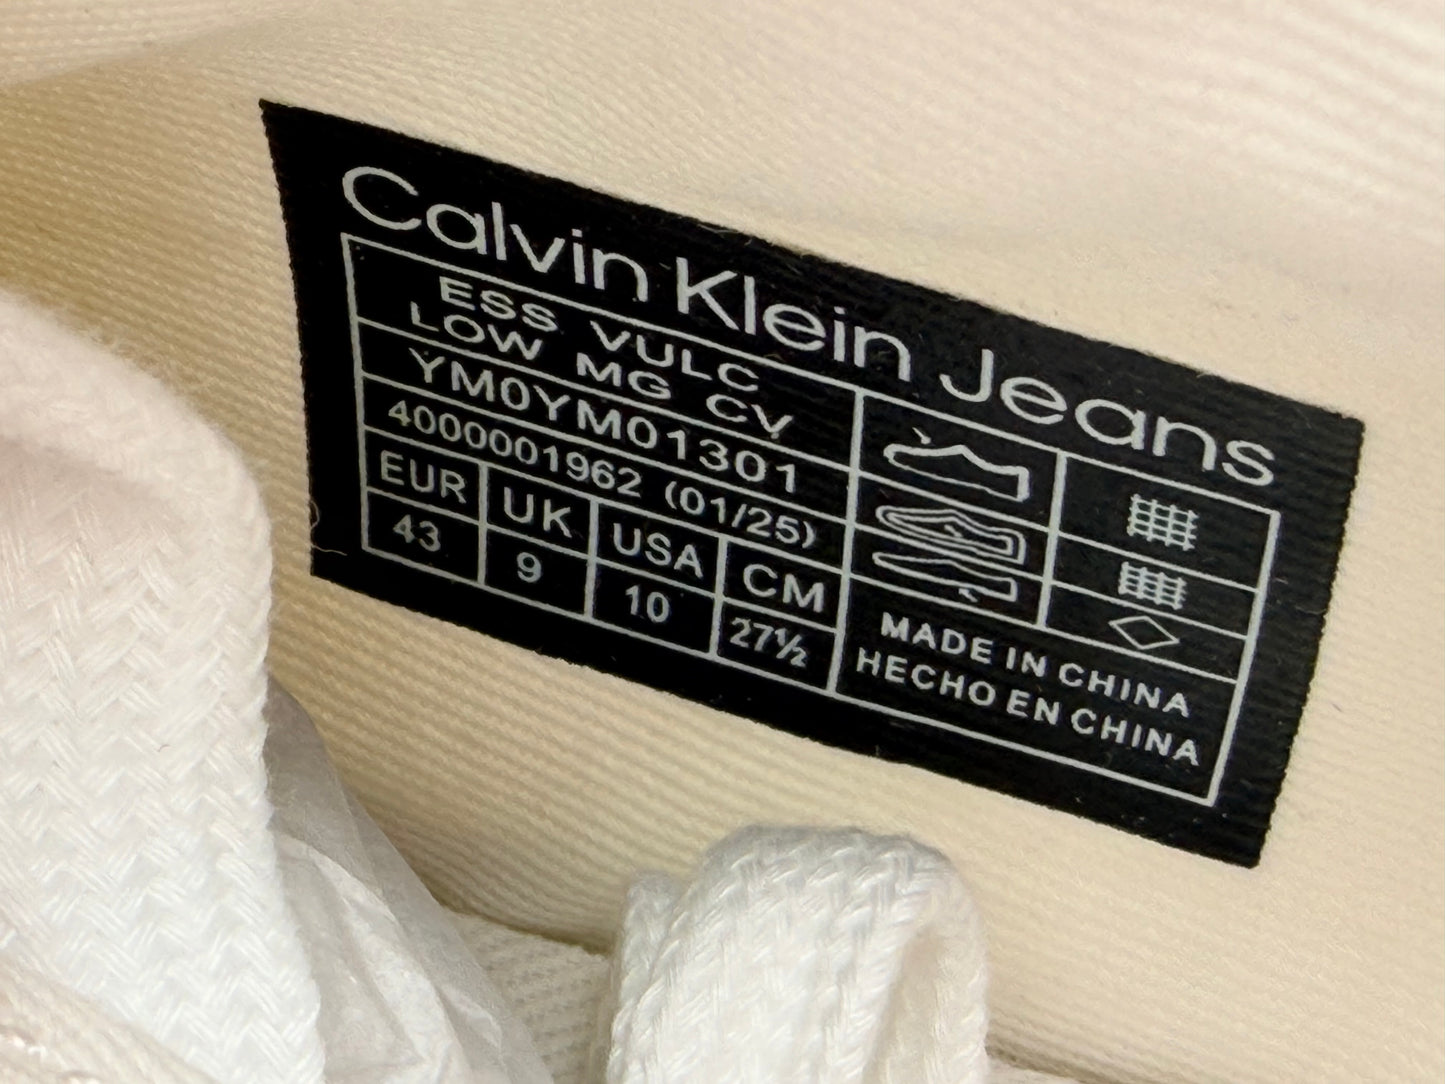 Calvin Klein Jeans
ESS VULC
LOW MG CV
YM0YM01301
4000001962 (01/25)
EUR UK USA CM
43 9 10 27½
MADE IN CHINA
HECHO EN CHINA